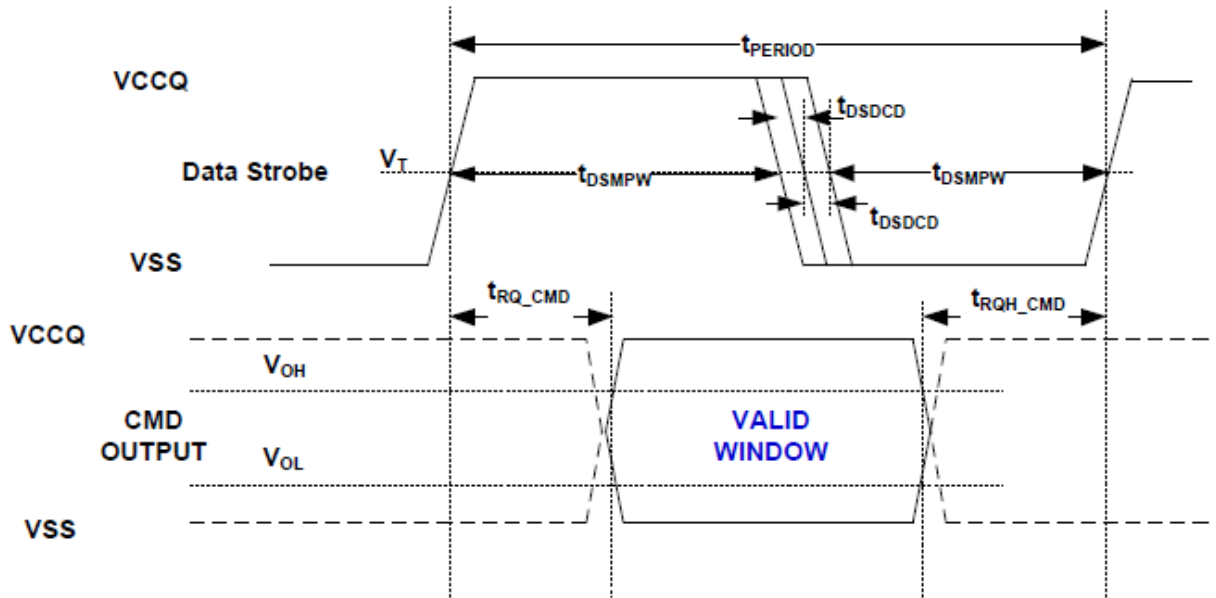 tPERIOD
VCCQ
tDSDCD
VT
Data Strobe
tDSMPW
tDSMPW
tDSDCD
VSS
tRQ_CMD
tRQH_CMD
VCCQ
VOH
CMD
OUTPUT
VALID
WINDOW
VOL
VSS